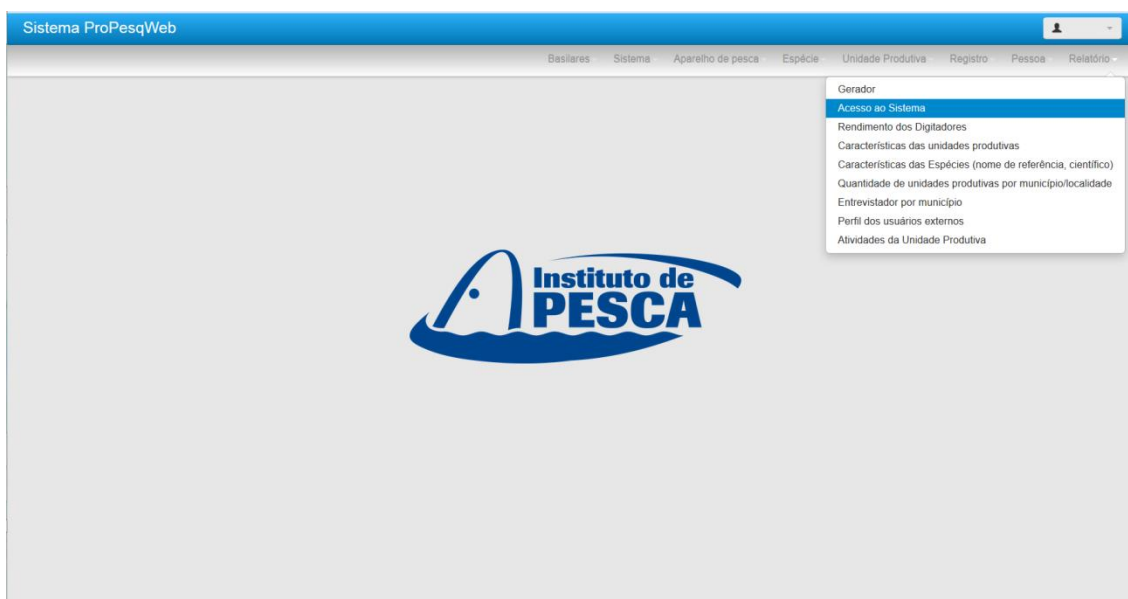 Sistema ProPesqWeb
Basilares Sistema Aparelho de pesca Espécie Unidade Produtiva Registro Pessoa Relatório
Gerador
Acesso ao Sistema
Rendimento dos Digitadores
Características das unidades produtivas
Características das Espécies (nome de referência, científico)
Quantidade de unidades produtivas por município/localidade
Entrevistador por município
Perfil dos usuários externos
Atividades da Unidade Produtiva
Instituto de
PESCA